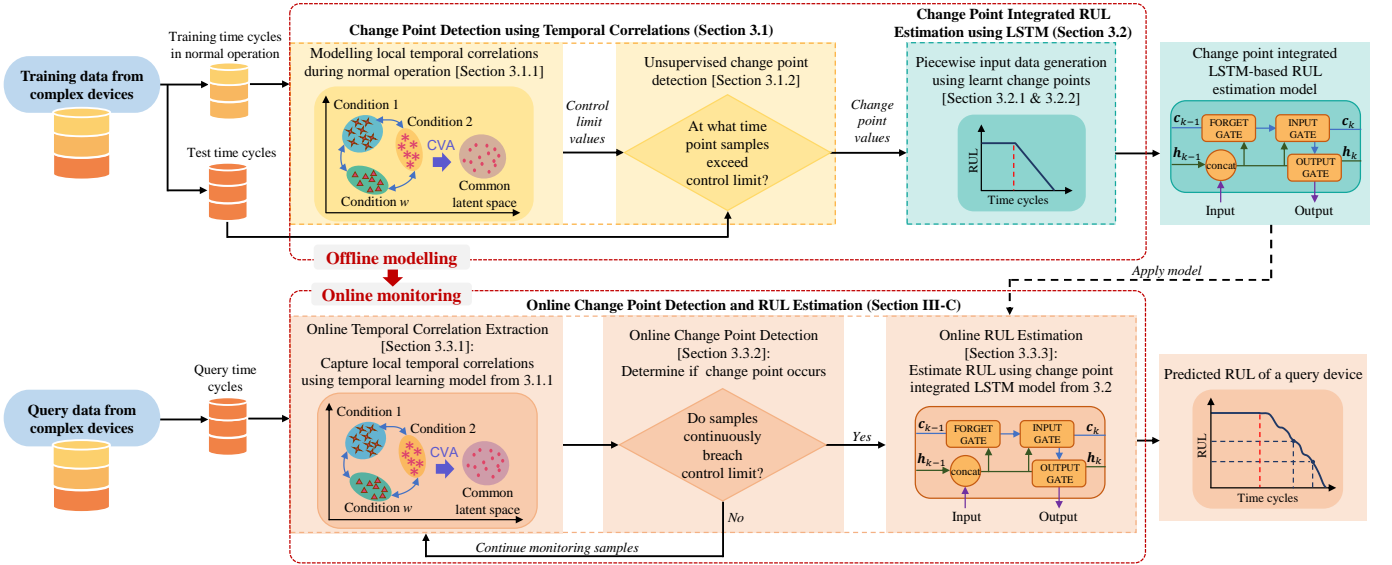 Change Point Detection using Temporal Correlations (Section 3.1)
Change Point Integrated RUL
Estimation using LSTM (Section 3.2)
Training data from
complex devices
Training time cycles
in normal operation
Test time cycles
Modelling local temporal correlations
during normal operation [Section 3.1.1]
Condition 1
Condition 2
CVA
Condition w
Common
latent space
Control
limit
values
Unsupervised change point
detection [Section 3.1.2]
At what time
point samples
exceed
control limit?
Change
point
values
Piecewise input data generation
using learnt change points
[Section 3.2.1 & 3.2.2]
RUL
Time cycles
Change point integrated
LSTM-based RUL
estimation model
c k-1
FORGET
GATE
INPUT
GATE
c k
h k-1
concat
OUTPUT
GATE
h k
Input
Output
Offline modelling
Apply model
Online monitoring
Online Change Point Detection and RUL Estimation (Section III-C)
Query data from
complex devices
Query time
cycles
Online Temporal Correlation Extraction
[Section 3.3.1]:
Capture local temporal correlations
using temporal learning model from 3.1.1
Condition 1
Condition 2
CVA
Condition w
Common
latent space
Online Change Point Detection
[Section 3.3.2]:
Determine if change point occurs
Do samples
continuously
breach
control limit?
Yes
No
Continue monitoring samples
Online RUL Estimation
[Section 3.3.3]:
Estimate RUL using change point
integrated LSTM model from 3.2
c k-1
FORGET
GATE
INPUT
GATE
c k
h k-1
concat
OUTPUT
GATE
h k
Input
Output
Predicted RUL of a query device
RUL
Time cycles